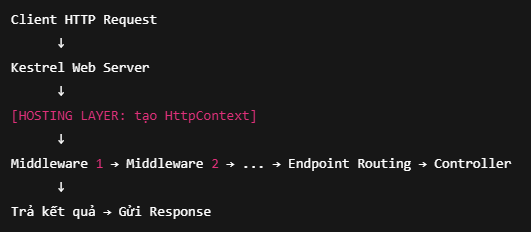 Client HTTP Request
↓
Kestrel Web Server
↓
[HOSTING LAYER: tạo HttpContext]
↓
Middleware 1 → Middleware 2 → ... → Endpoint Routing → Controller
↓
Trả kết quả → Gửi Response